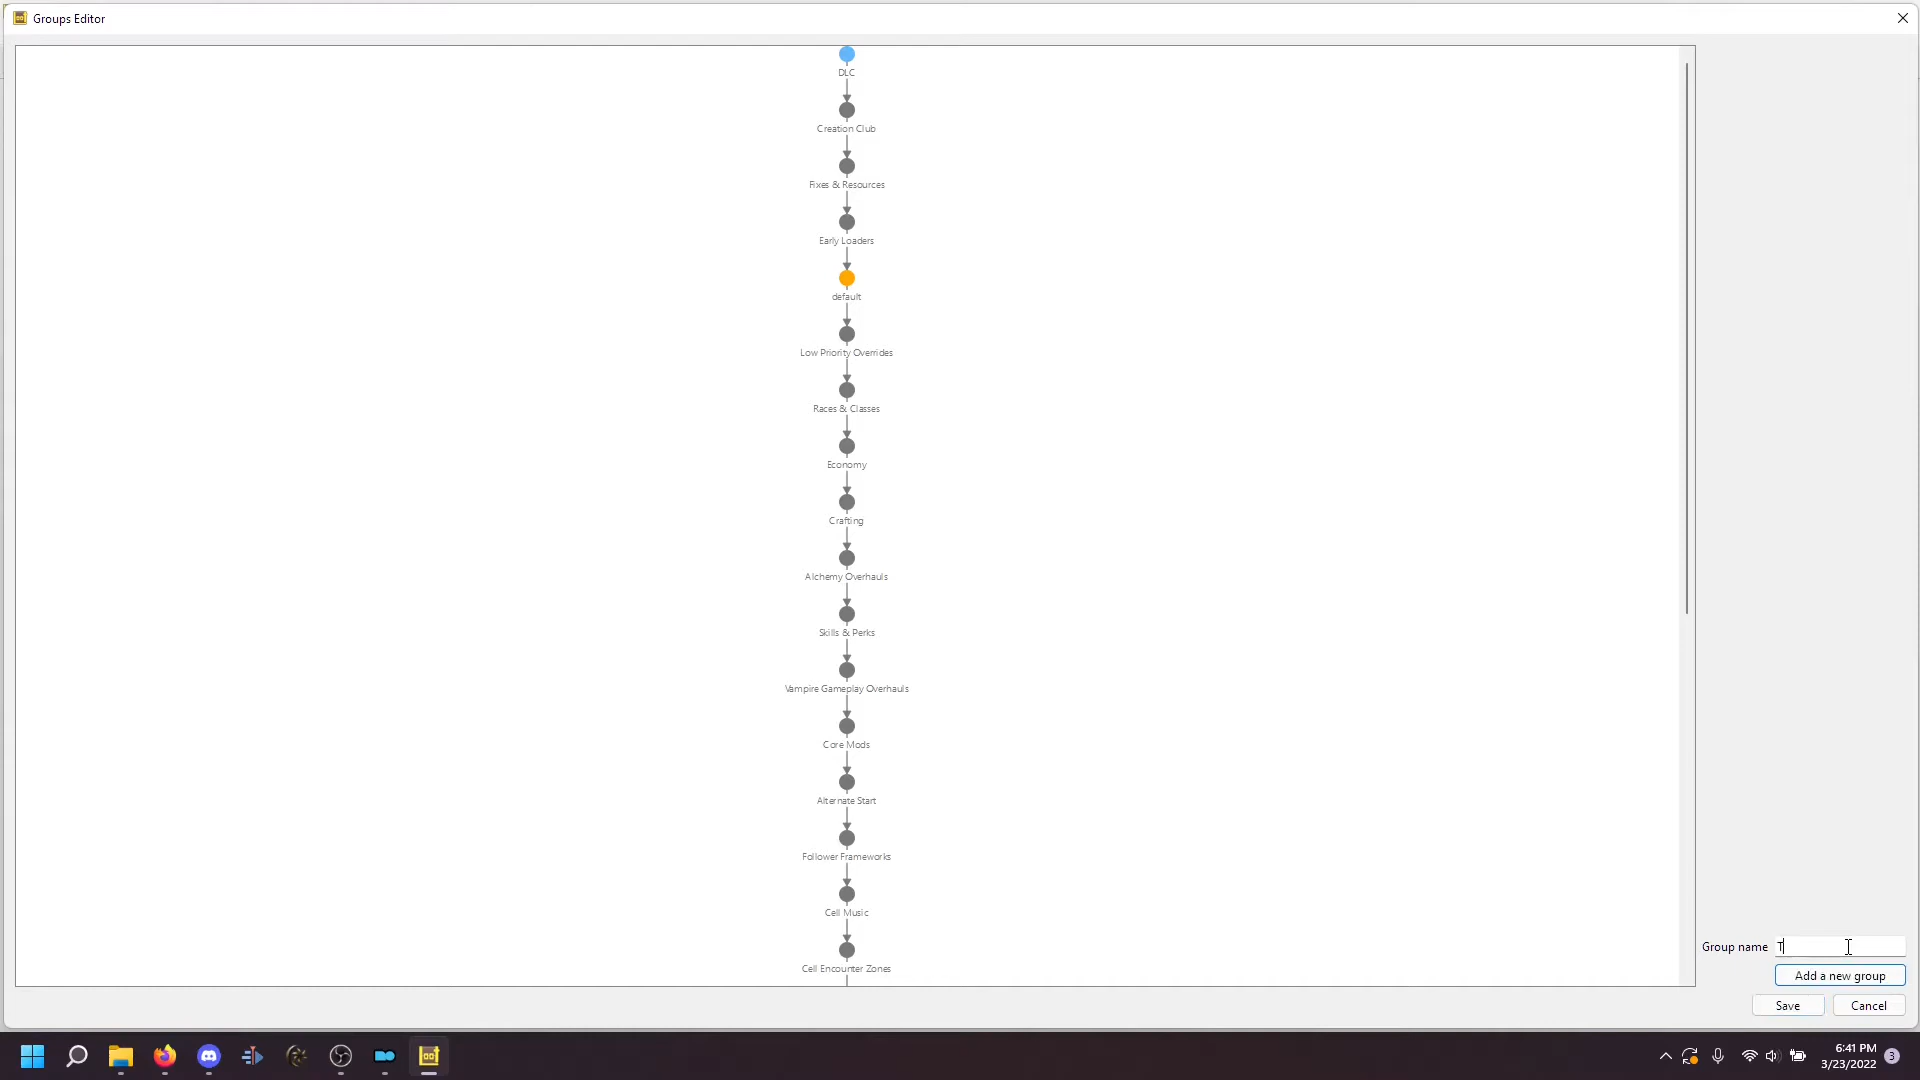 Groups Editor
DLC
Creation Club
Fixes & Resources
Early Loaders
default
Low Priority Overrides
Races & Classes
Economy
Crafting
Alchemy Overhauls
Skills & Perks
Vampire Gameplay Overhauls
Core Mods
Alternate Start
Follower Frameworks
Cell Music
Cell Encounter Zones
Group name T
Add a new group
Save Cancel
6:41 PM
3/23/2022 3